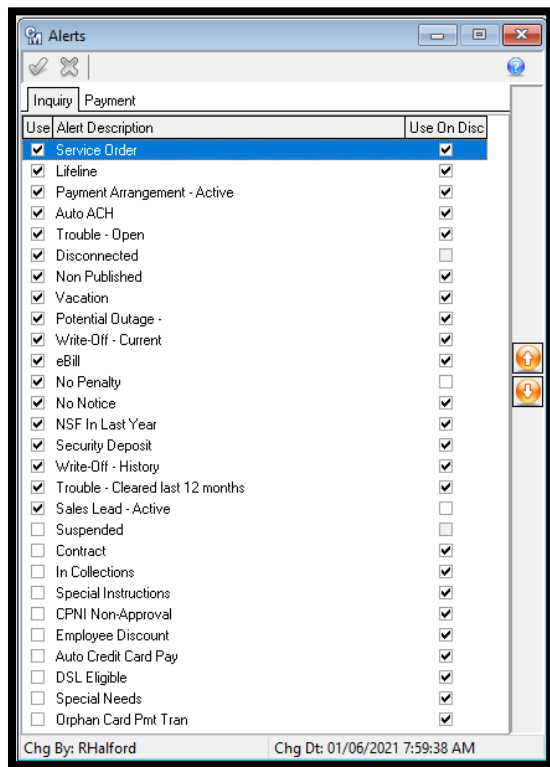 Alerts
Inquiry Payment
Use Alert Description Use On Disc
Service Order
Lifeline
Payment Arrangement - Active
Auto ACH
Trouble - Open
Disconnected
Non Published
Vacation
Potential Outage -
Write-Off - Current
eBill
No Penalty
No Notice
NSF In Last Year
Security Deposit
Write-Off - History
Trouble - Cleared last 12 months
Sales Lead - Active
Suspended
Contract
In Collections
Special Instructions
CPNI Non-Approval
Employee Discount
Auto Credit Card Pay
DSL Eligible
Special Needs
Orphan Card Pmt Tran
Chg By: RHalford Chg Dt: 01/06/2021 7:59:38 AM